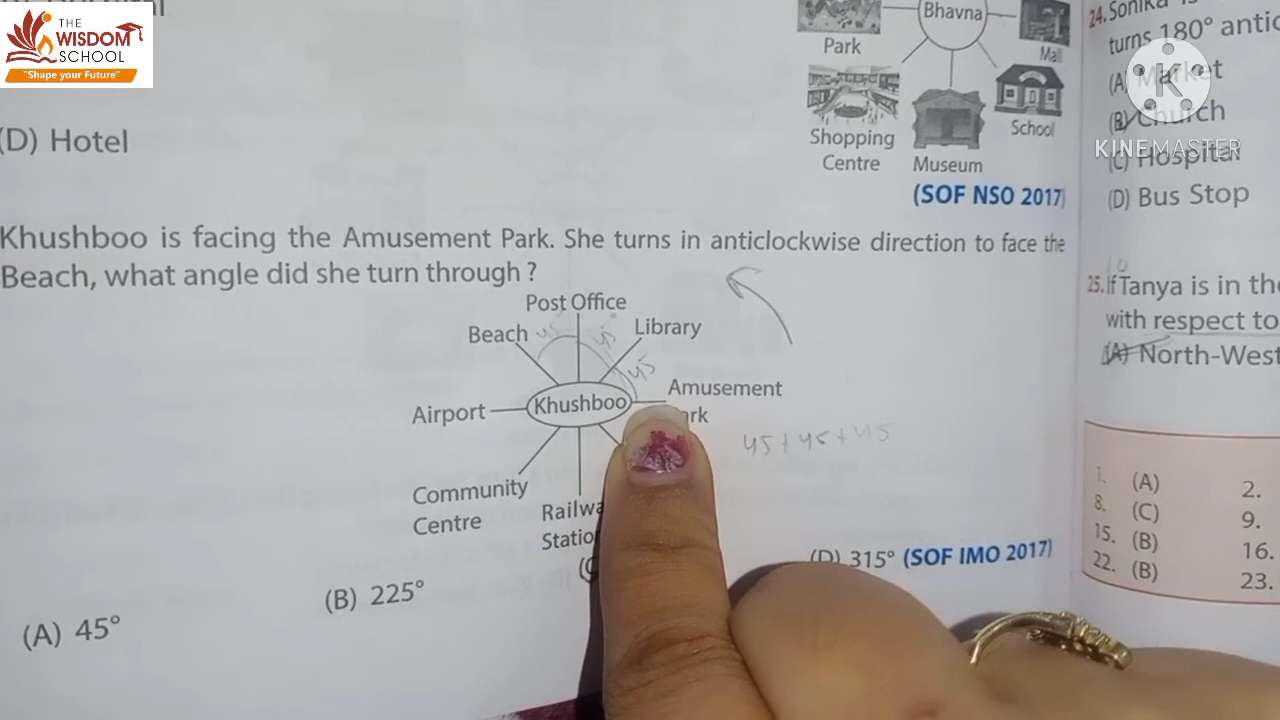 THE
WISDOM
SCHOOL
"Shape your Future"
(D) Hotel
Park
Bhavna
Mall
Shopping
Centre
Museum
School
(SOF NSO 2017)
Khushboo is facing the Amusement Park. She turns in anticlockwise direction to face the
Beach, what angle did she turn through ?
Post Office
Beach
Library
45
45°
45
Airport
Khushboo
Amusement
45+45+45
Community
Centre
(A) 45°
(B) 225°
(D) 315° (SOF IMO 2017)
24. Sonika
turns 180°
(A) Market
(B) Church
(C) Hospital
(D) Bus Stop
K
KINEMASTER
25. If Tanya is in
with respect to
(A) North-West
1. (A) 2.
8. (C) 9.
15. (B) 16.
22. (B) 23.